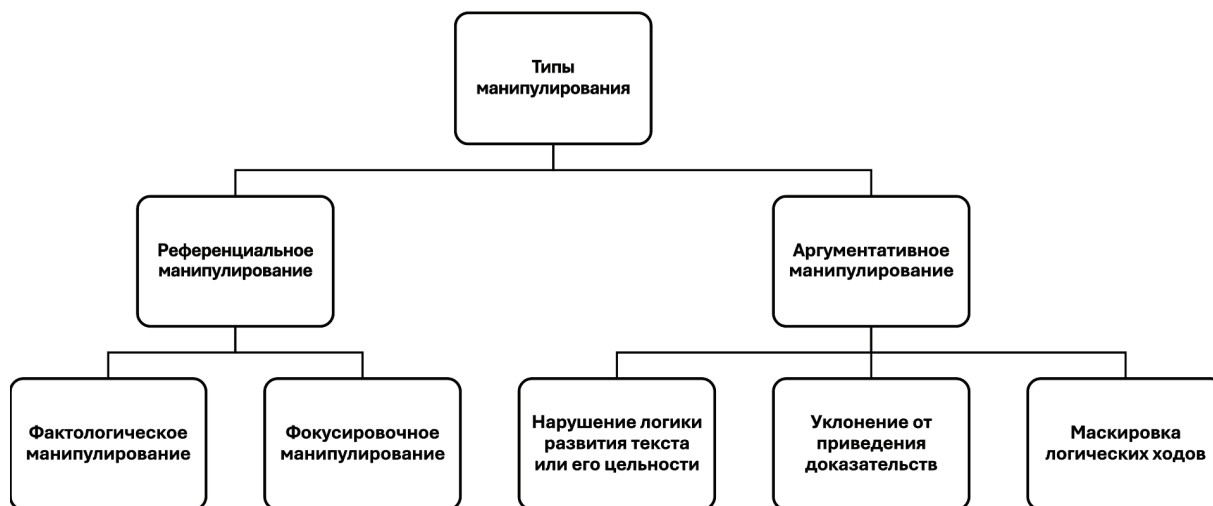 Типы
манипулирования
Референциальное
манипулирование
Аргументативное
манипулирование
Фактологическое
манипулирование
Фокусировочное
манипулирование
Нарушение логики
развития текста
или его цельности
Уклонение от
приведения
доказательств
Маскировка
логических ходов